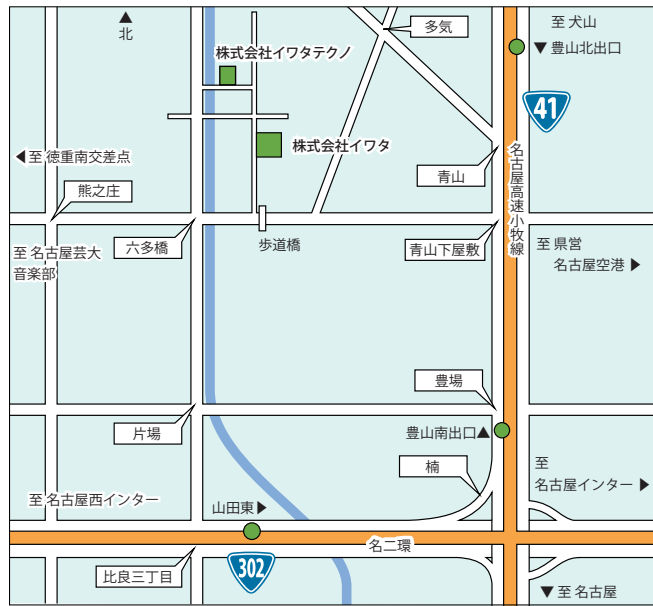 北
株式会社イワタテクノ
多気
至 犬山
豊山北出口
41
至 徳重南交差点
株式会社イワタ
名古屋高速小牧線
青山
熊之庄
至 名古屋芸大
音楽部
六多橋
歩道橋
青山下屋敷
至 県営
名古屋空港
豊場
片場
豊山南出口
楠
至
名古屋インター
至 名古屋西インター
山田東
名二環
302
比良三丁目
至 名古屋